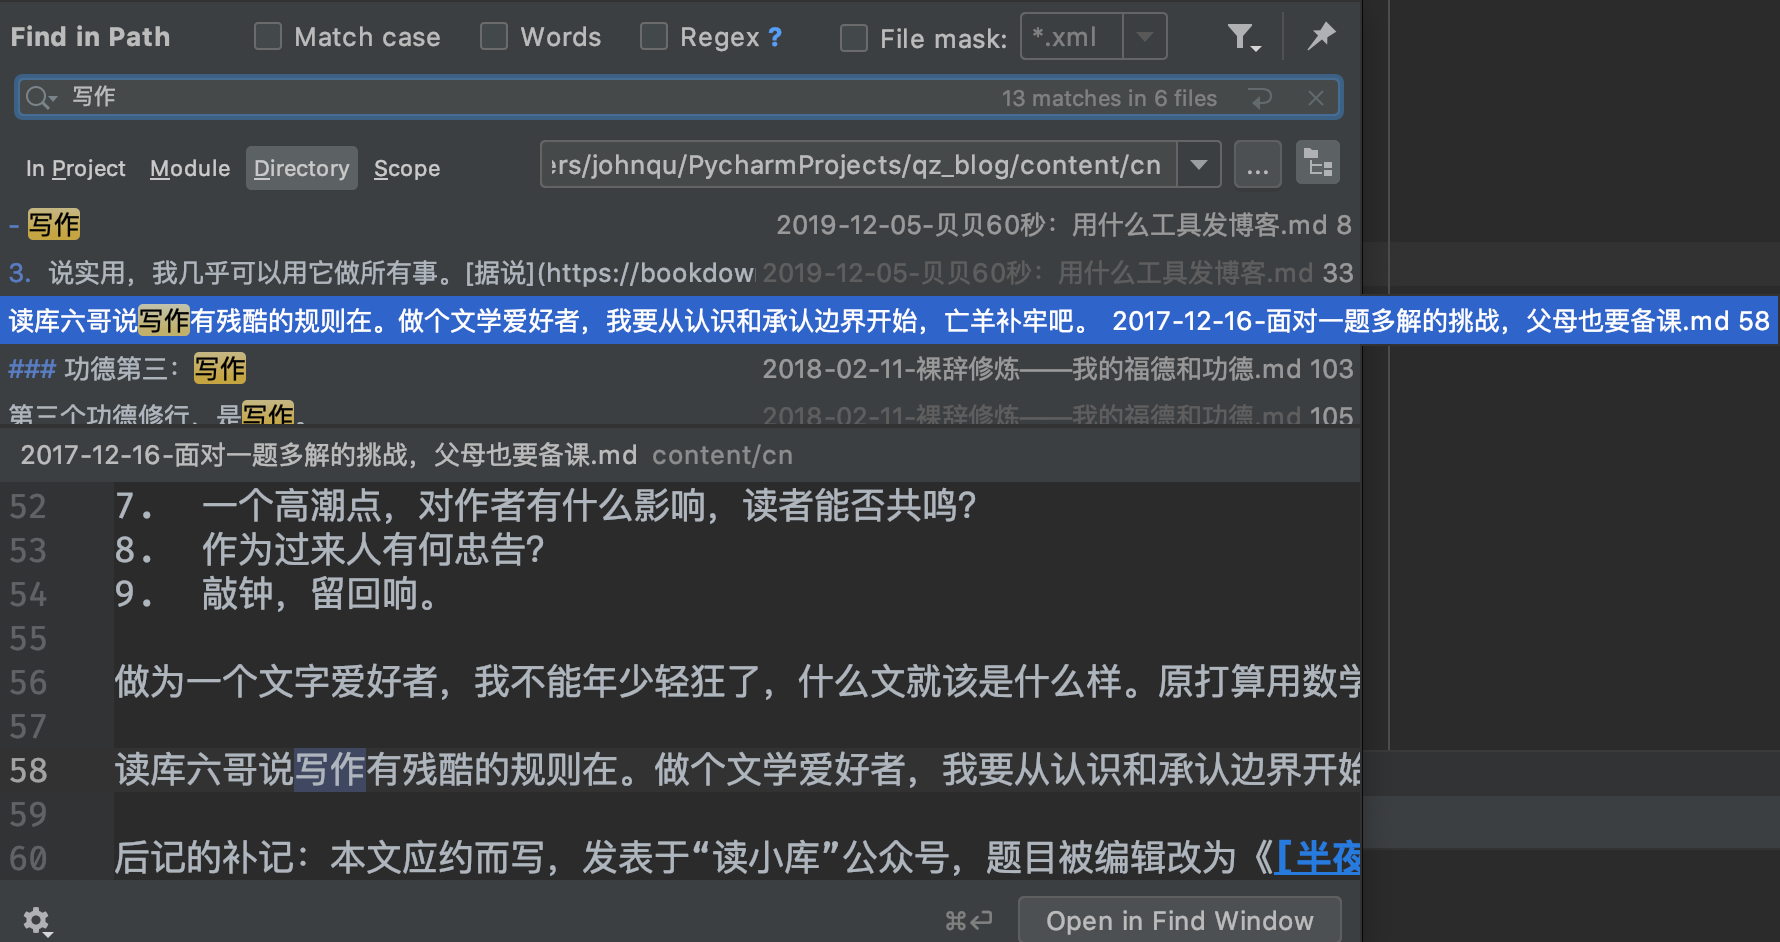 Find in Path Match case Words Regex ? File mask: *.xml
写作 13 matches in 6 files
In Project Module Directory Scope ers/johnqu/PycharmProjects/qz_blog/content/cn ...
- 写作 2019-12-05-贝贝60秒：用什么工具发博客.md 8
3. 说实用，我几乎可以用它做所有事。[据说](https://bookdow 2019-12-05-贝贝60秒：用什么工具发博客.md 33
读库六哥说写作有残酷的规则在。做个文学爱好者，我要从认识和承认边界开始，亡羊补牢吧。 2017-12-16-面对一题多解的挑战，父母也要备课.md 58
### 功德第三：写作 2018-02-11-裸辞修炼——我的福德和功德.md 103
第三个功德修行，是写作。 2018-02-11-裸辞修炼——我的福德和功德.md 105
2017-12-16-面对一题多解的挑战，父母也要备课.md content/cn
52 7. 一个高潮点，对作者有什么影响，读者能否共鸣？
53 8. 作为过来人有何忠告？
54 9. 敲钟，留回响。
55
56 做为一个文字爱好者，我不能年少轻狂了，什么文就该是什么样。原打算用数学
57
58 读库六哥说写作有残酷的规则在。做个文学爱好者，我要从认识和承认边界开始
59
60 后记的补记：本文应约而写，发表于“读小库”公众号，题目被编辑改为《[半夜
⌘↩ Open in Find Window